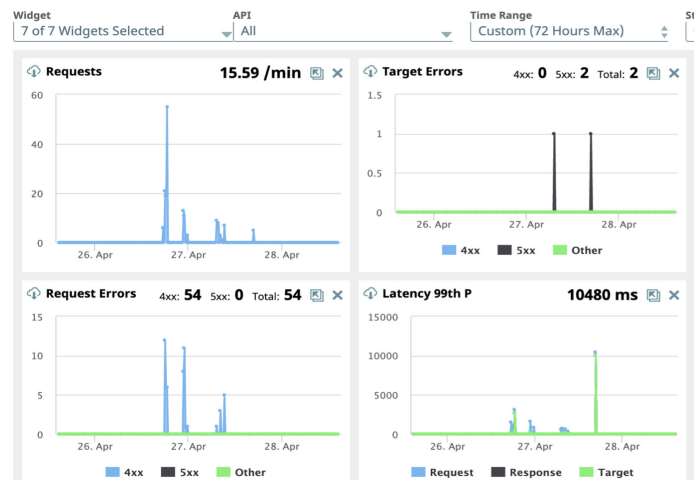 Widget
API
Time Range
7 of 7 Widgets Selected
All
Custom (72 Hours Max)
Requests
15.59 /min
60
40
20
0
26. Apr
27. Apr
28. Apr
Target Errors
4xx: 0 5xx: 2 Total: 2
1.5
1
0.5
0
26. Apr
27. Apr
28. Apr
4xx
5xx
Other
Request Errors
4xx: 54 5xx: 0 Total: 54
15
10
5
0
26. Apr
27. Apr
28. Apr
4xx
5xx
Other
Latency 99th P
10480 ms
15000
10000
5000
0
26. Apr
27. Apr
28. Apr
Request
Response
Target